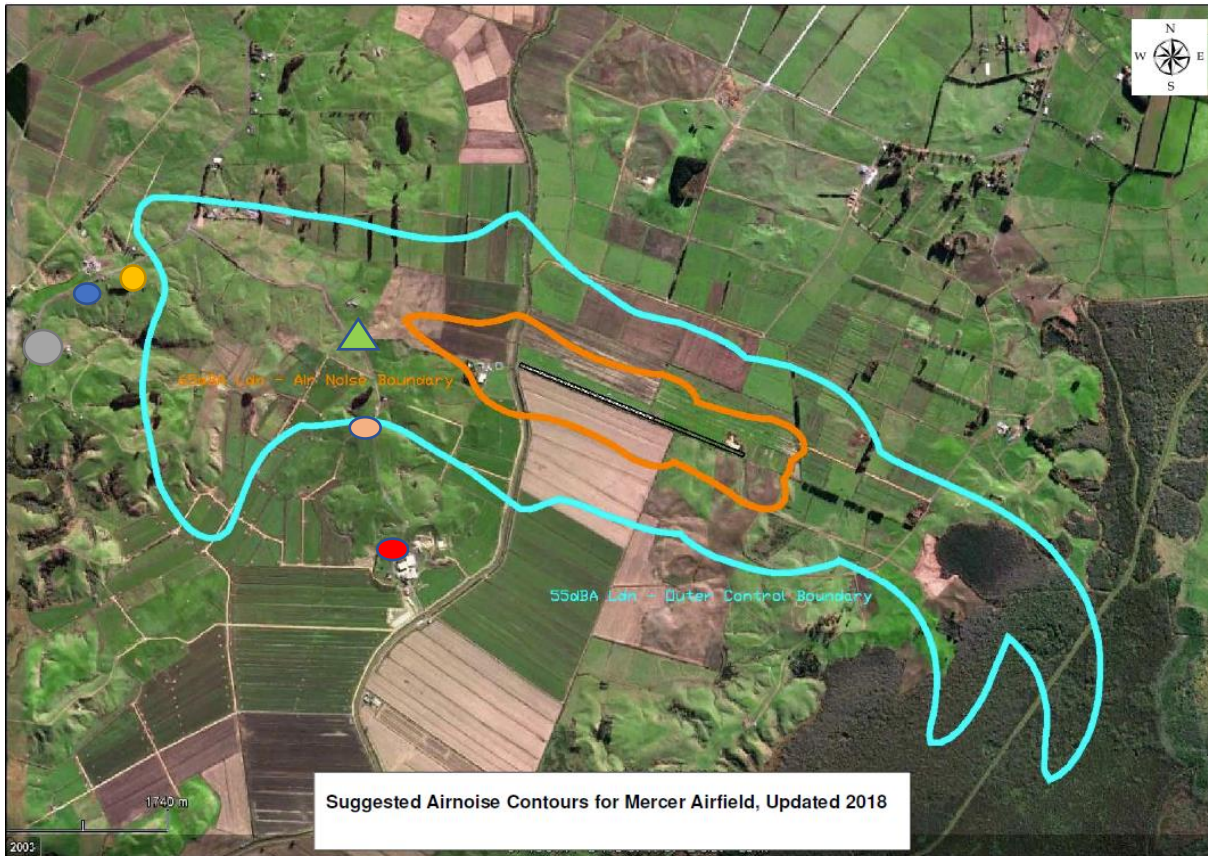 N
W E
S
65dBA Ldn - Air Noise Boundary
55dBA Ldn - Outer Control Boundary
1740 m
Suggested Airnoise Contours for Mercer Airfield, Updated 2018
2003